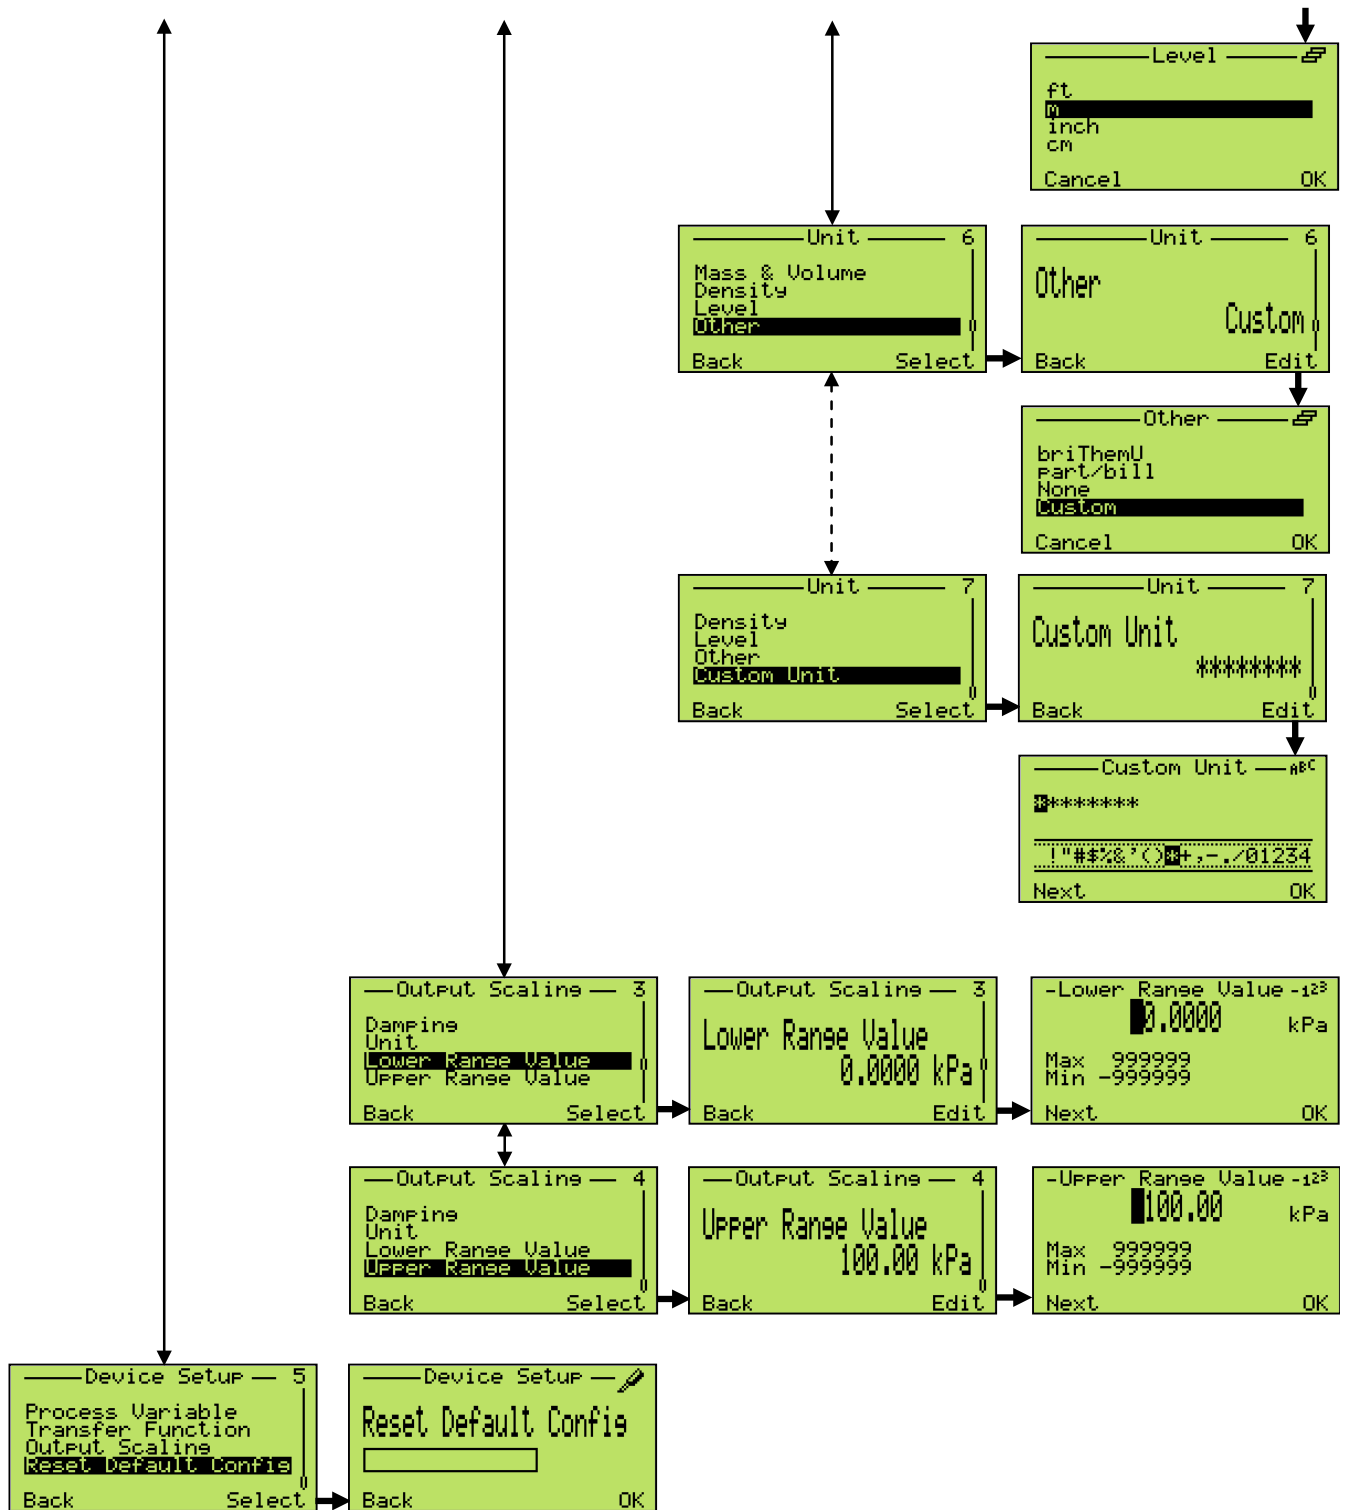 Level
ft
m
inch
cm
Cancel OK
Unit 6
Mass & Volume
Density
Level
Other
Back Select
Unit 6
Other
Custom
Back Edit
Other
briThemU
part/bill
None
Custom
Cancel OK
Unit 7
Density
Level
Other
Custom Unit
Back Select
Unit 7
Custom Unit
********
Back Edit
Custom Unit ABC
********
!"#$%&'()*+,-./01234
Next OK
Output Scaling 3
Damping
Unit
Lower Range Value
Upper Range Value
Back Select
Output Scaling 3
Lower Range Value
0.0000 kPa
Back Edit
Lower Range Value 123
0.0000 kPa
Max 999999
Min -999999
Next OK
Output Scaling 4
Damping
Unit
Lower Range Value
Upper Range Value
Back Select
Output Scaling 4
Upper Range Value
100.00 kPa
Back Edit
Upper Range Value 123
100.00 kPa
Max 999999
Min -999999
Next OK
Device Setup 5
Process Variable
Transfer Function
Output Scaling
Reset Default Config
Back Select
Device Setup
Reset Default Config
Back OK